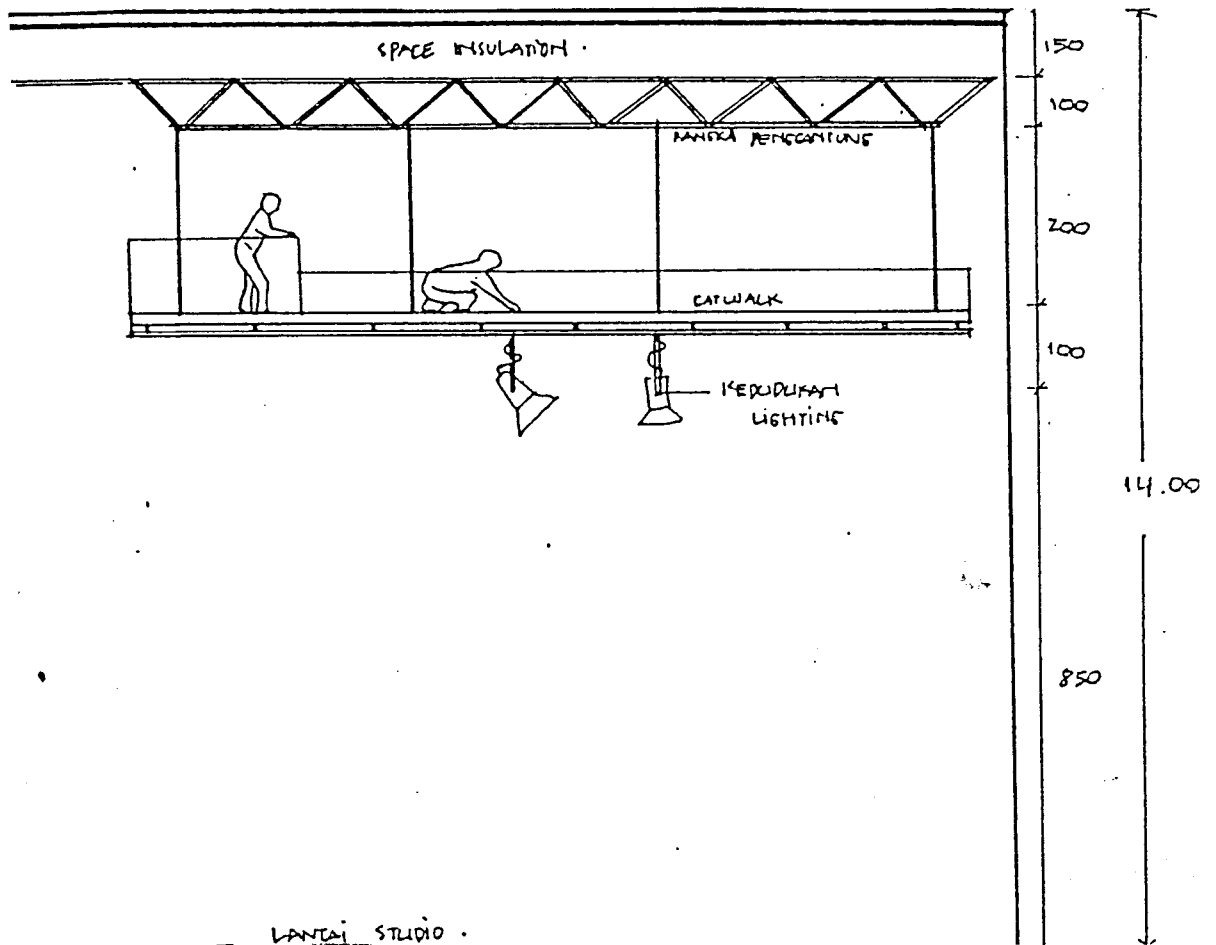 SPACE INSULATION .
150
100
RANGKA PENGGANTUNG
200
CATWALK
100
KEDUDUKAN
LIGHTING
14.00
850
LANTAI STUDIO .